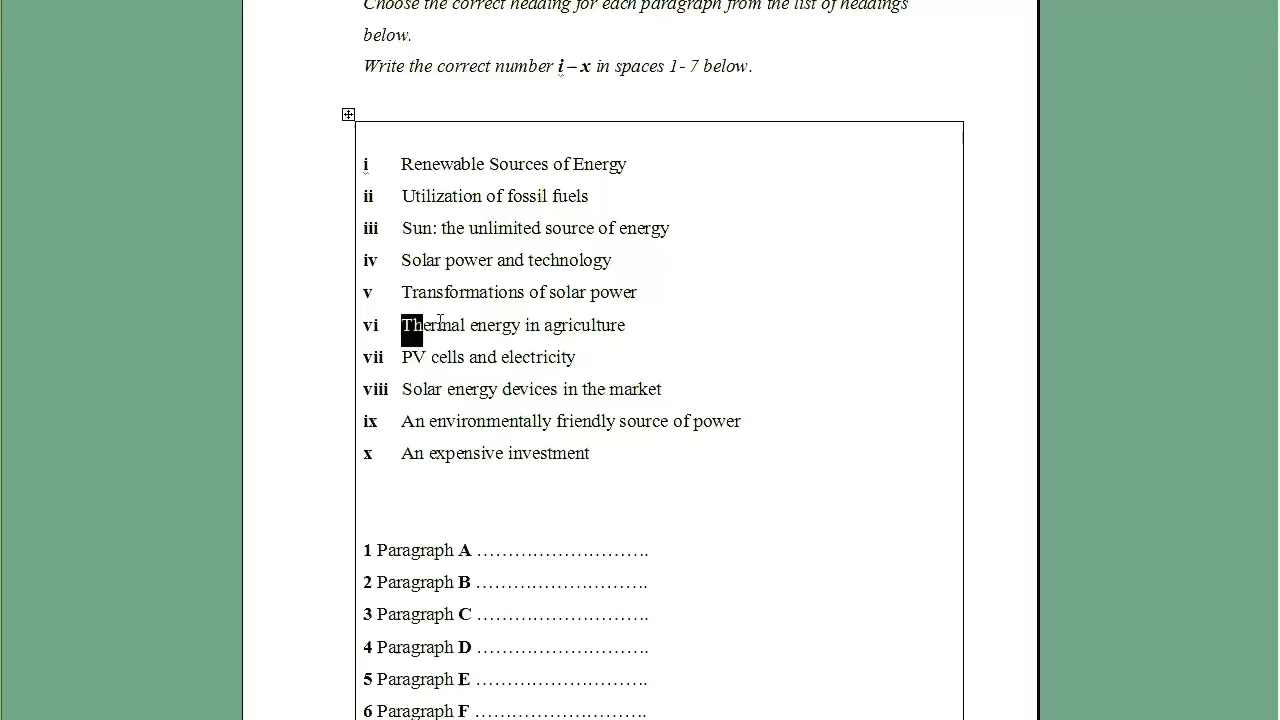 Choose the correct heading for each paragraph from the list of headings
below.
Write the correct number i – x in spaces 1- 7 below.
i Renewable Sources of Energy
ii Utilization of fossil fuels
iii Sun: the unlimited source of energy
iv Solar power and technology
v Transformations of solar power
vi Thermal energy in agriculture
vii PV cells and electricity
viii Solar energy devices in the market
ix An environmentally friendly source of power
x An expensive investment
1 Paragraph A ……………………….
2 Paragraph B ……………………….
3 Paragraph C ……………………….
4 Paragraph D ……………………….
5 Paragraph E ……………………….
6 Paragraph F ……………………….